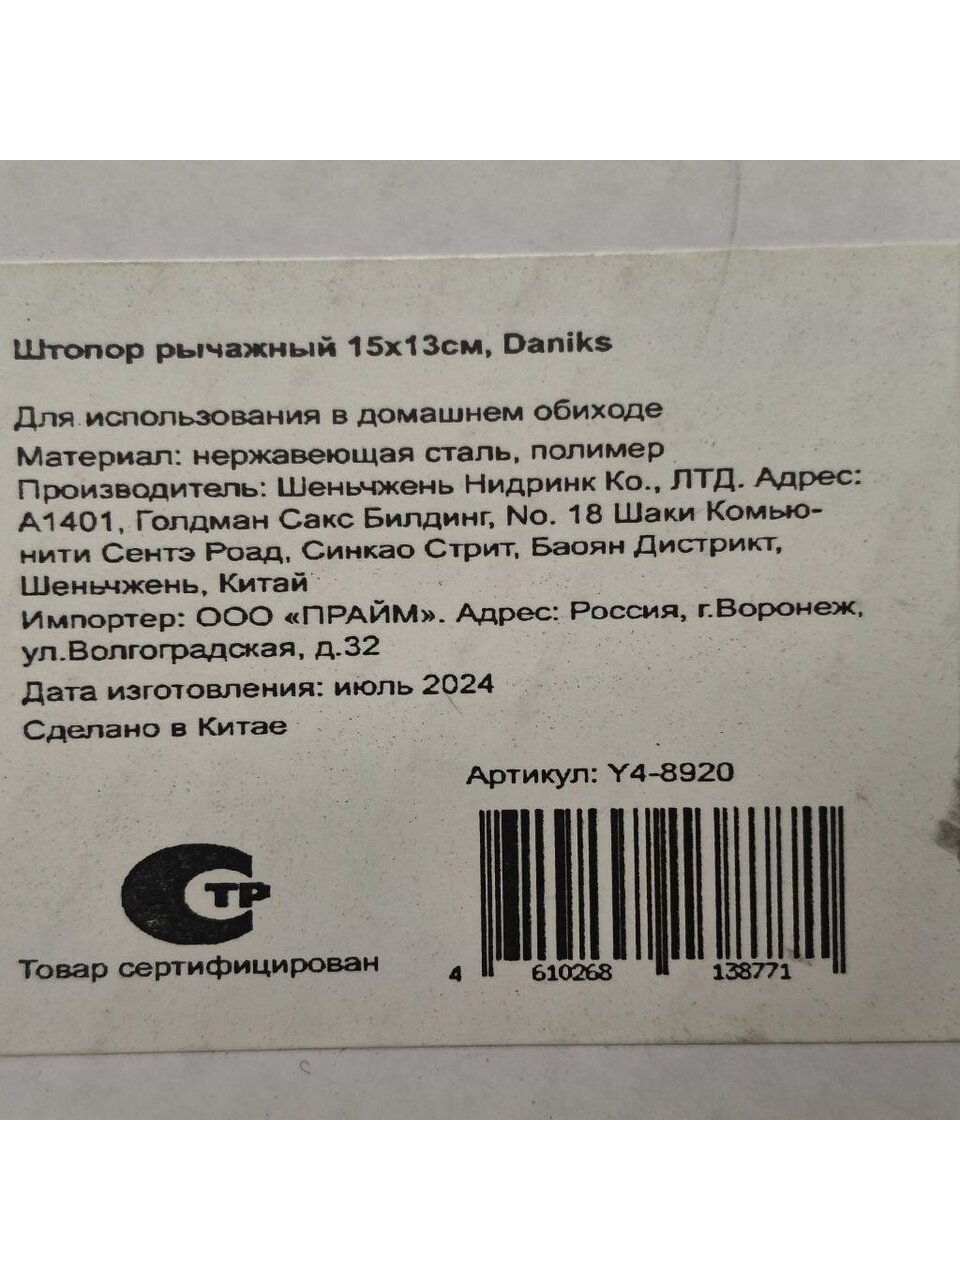 Штопор рычажный 15х13см, Daniks
Для использования в домашнем обиходе
Материал: нержавеющая сталь, полимер
Производитель: Шеньчжень Нидринк Ко., ЛТД. Адрес:
А1401, Голдман Сакс Билдинг, No. 18 Шаки Комью-
нити Сентэ Роад, Синкао Стрит, Баоян Дистрикт,
Шеньчжень, Китай
Импортер: ООО «ПРАЙМ». Адрес: Россия, г.Воронеж,
ул.Волгоградская, д.32
Дата изготовления: июль 2024
Сделано в Китае
Артикул: Y4-8920
СТР
Товар сертифицирован
4 610268 138771